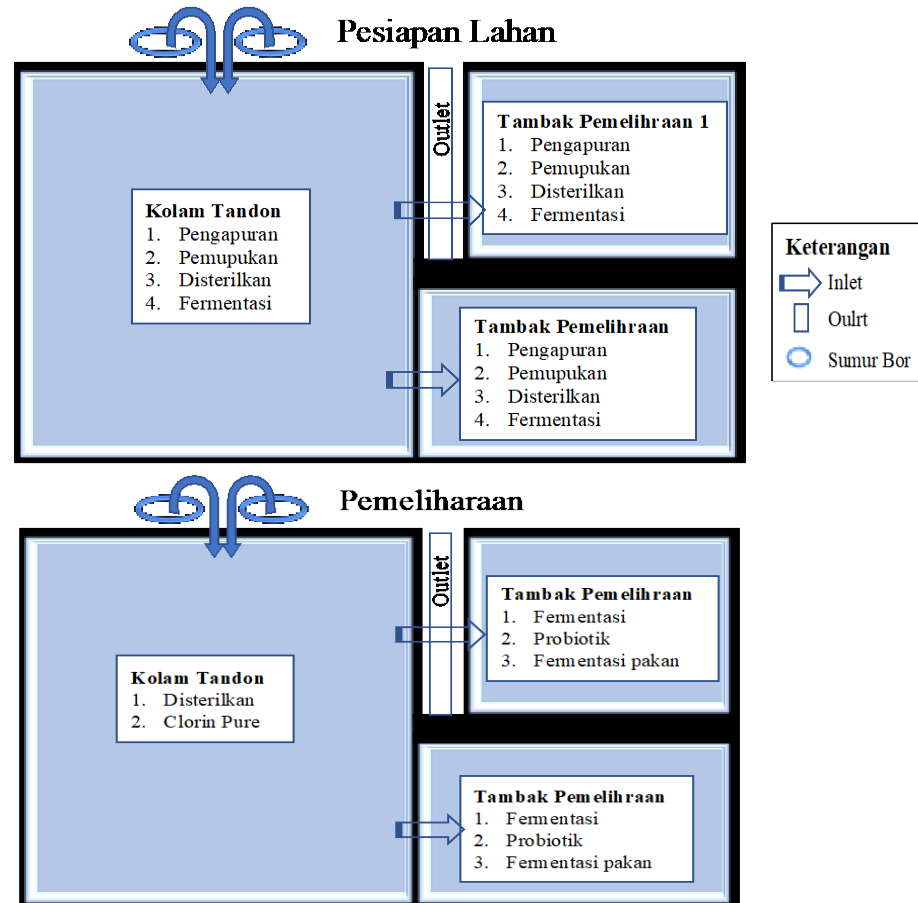 Pesiapan Lahan
Outlet
Kolam Tandon
1. Pengapuran
2. Pemupukan
3. Disterilkan
4. Fermentasi
Tambak Pemelihraan 1
1. Pengapuran
2. Pemupukan
3. Disterilkan
4. Fermentasi
Tambak Pemelihraan
1. Pengapuran
2. Pemupukan
3. Disterilkan
4. Fermentasi
Keterangan
Inlet
Oulrt
Sumur Bor
Pemeliharaan
Outlet
Kolam Tandon
1. Disterilkan
2. Clorin Pure
Tambak Pemelihraan
1. Fermentasi
2. Probiotik
3. Fermentasi pakan
Tambak Pemelihraan
1. Fermentasi
2. Probiotik
3. Fermentasi pakan